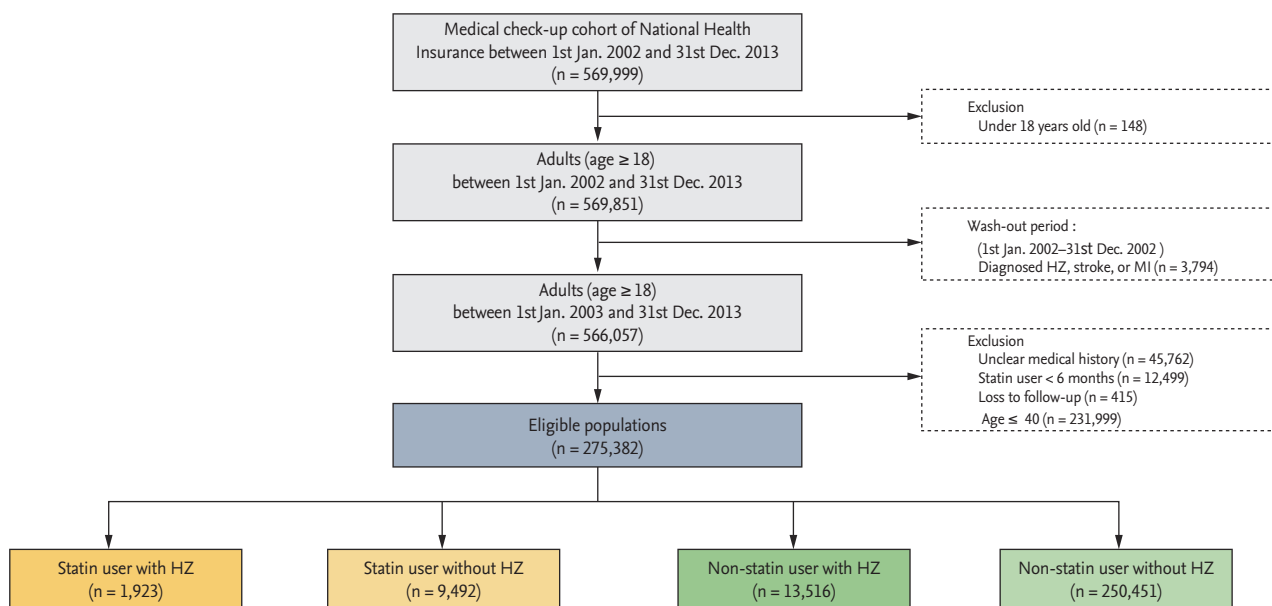 Medical check-up cohort of National Health
Insurance between 1st Jan. 2002 and 31st Dec. 2013
(n = 569,999)
Exclusion
Under 18 years old (n = 148)
Adults (age ≥ 18)
between 1st Jan. 2002 and 31st Dec. 2013
(n = 569,851)
Wash-out period :
(1st Jan. 2002–31st Dec. 2002 )
Diagnosed HZ, stroke, or MI (n = 3,794)
Adults (age ≥ 18)
between 1st Jan. 2003 and 31st Dec. 2013
(n = 566,057)
Exclusion
Unclear medical history (n = 45,762)
Statin user < 6 months (n = 12,499)
Loss to follow-up (n = 415)
Age ≤ 40 (n = 231,999)
Eligible populations
(n = 275,382)
Statin user with HZ
(n = 1,923)
Statin user without HZ
(n = 9,492)
Non-statin user with HZ
(n = 13,516)
Non-statin user without HZ
(n = 250,451)